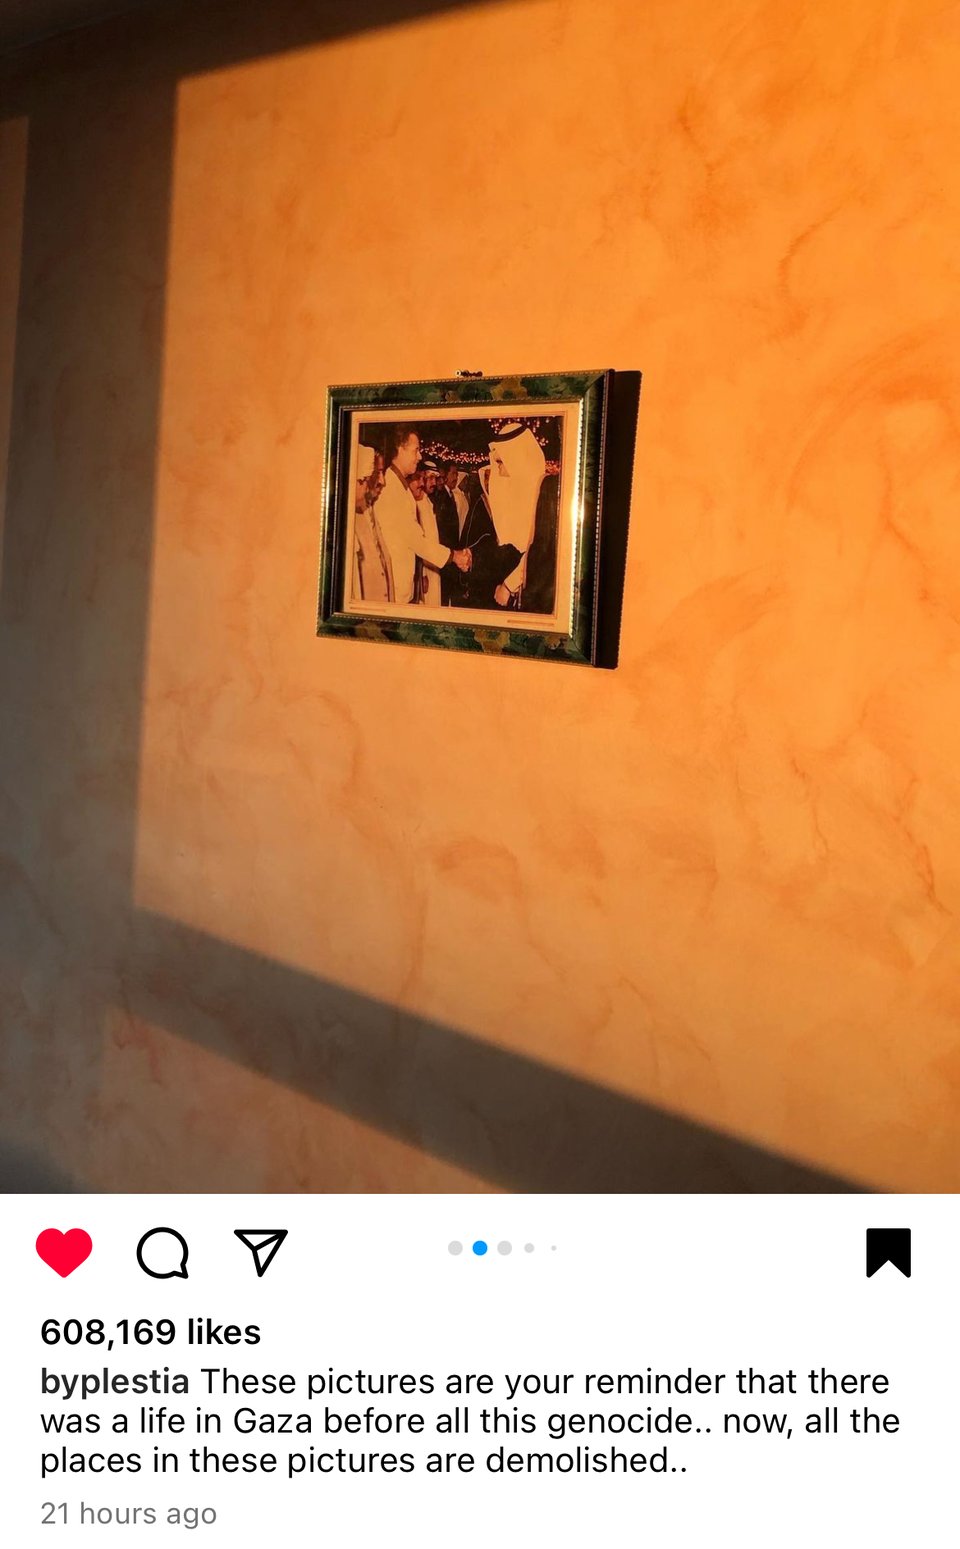 608,169 likes
byplestia These pictures are your reminder that there
was a life in Gaza before all this genocide.. now, all the
places in these pictures are demolished..
21 hours ago